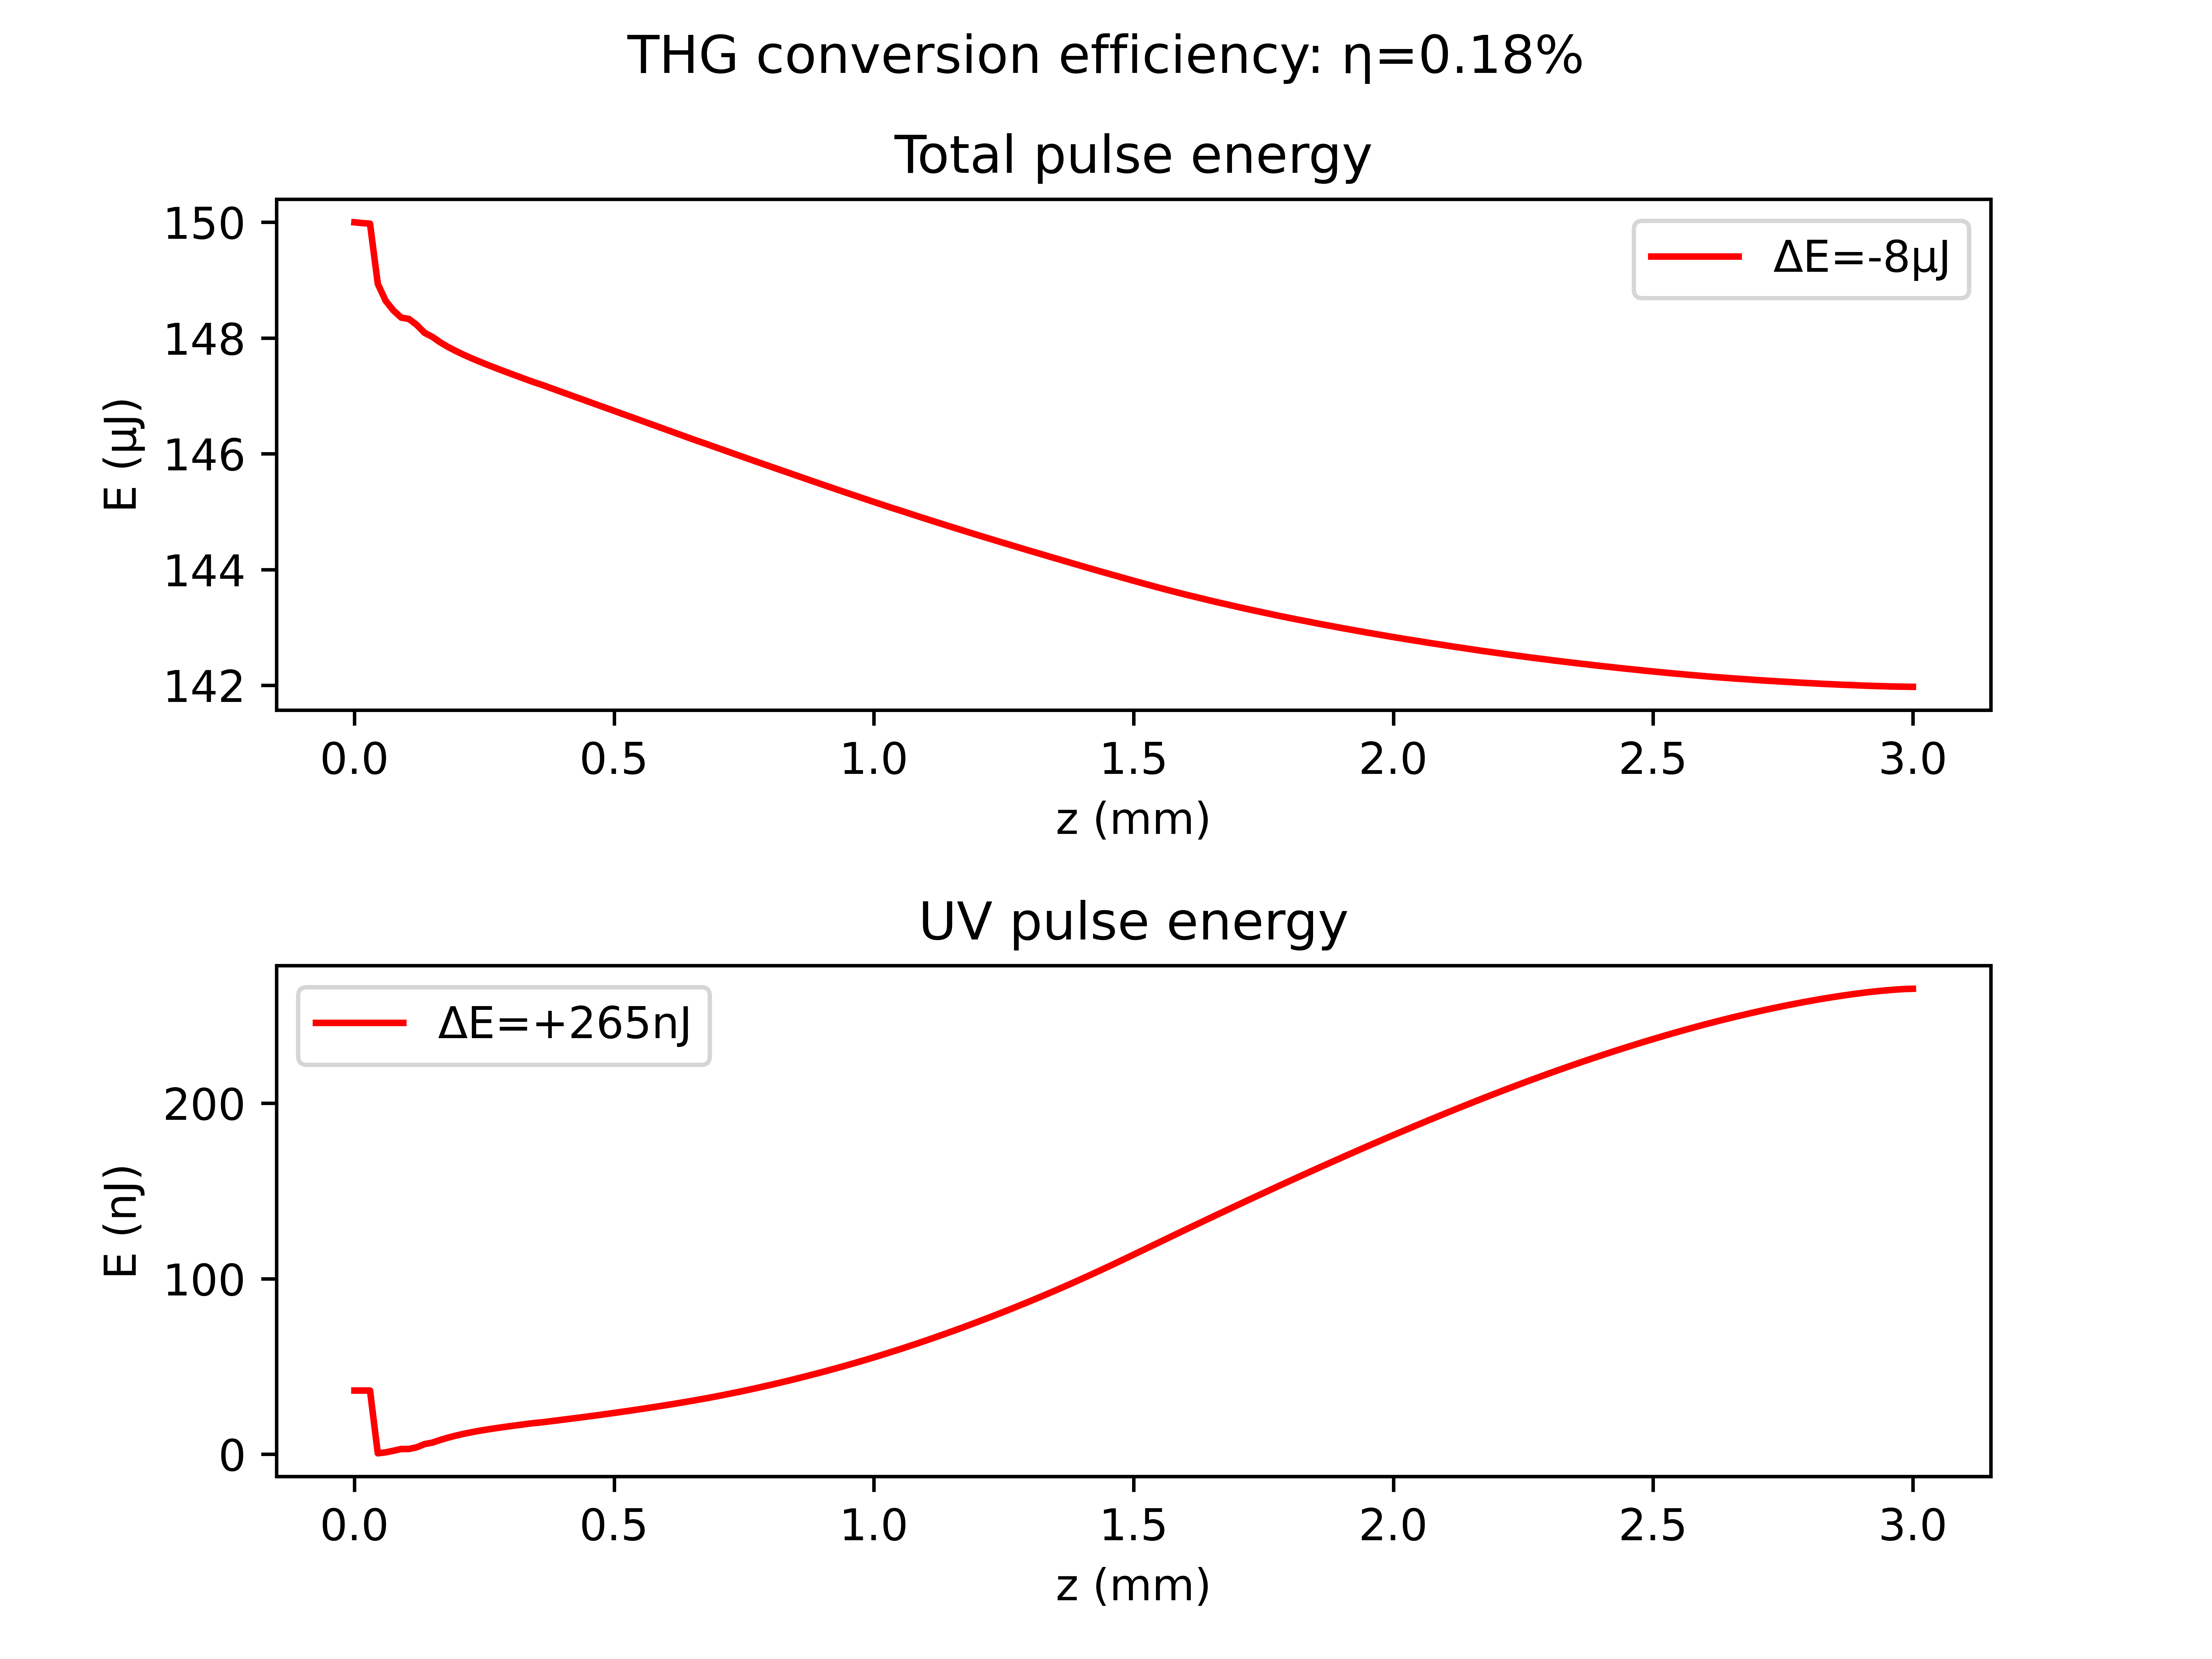 THG conversion efficiency: η=0.18%
Total pulse energy
ΔE=-8µJ
E (µJ)
150
148
146
144
142
0.0 0.5 1.0 1.5 2.0 2.5 3.0
z (mm)
UV pulse energy
ΔE=+265nJ
E (nJ)
200
100
0
0.0 0.5 1.0 1.5 2.0 2.5 3.0
z (mm)